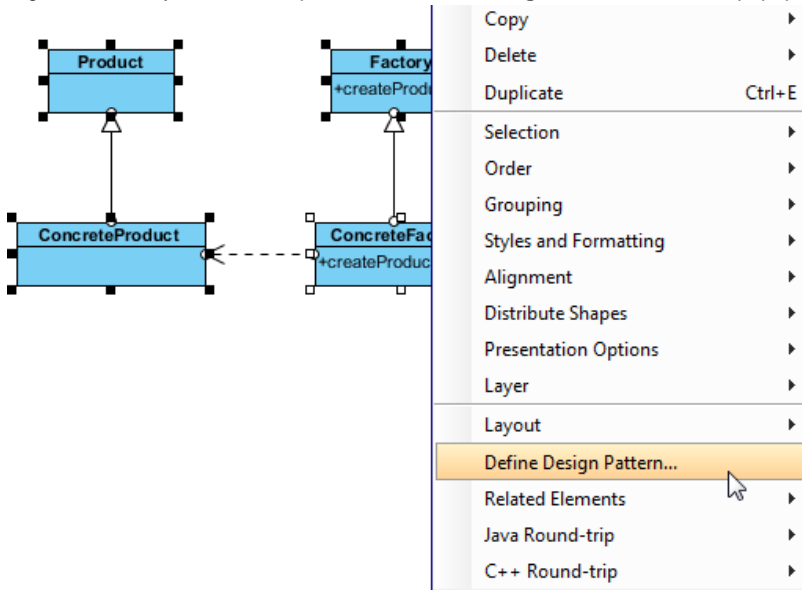 Product
Factory
+createProdu
ConcreteProduct
ConcreteFac
+createProduc
Copy
Delete
Duplicate Ctrl+E
Selection
Order
Grouping
Styles and Formatting
Alignment
Distribute Shapes
Presentation Options
Layer
Layout
Define Design Pattern...
Related Elements
Java Round-trip
C++ Round-trip